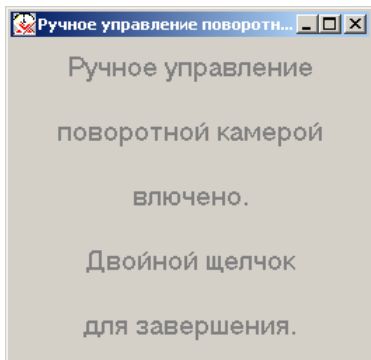 Ручное управление поворотн...
Ручное управление
поворотной камерой
влючено.
Двойной щелчок
для завершения.